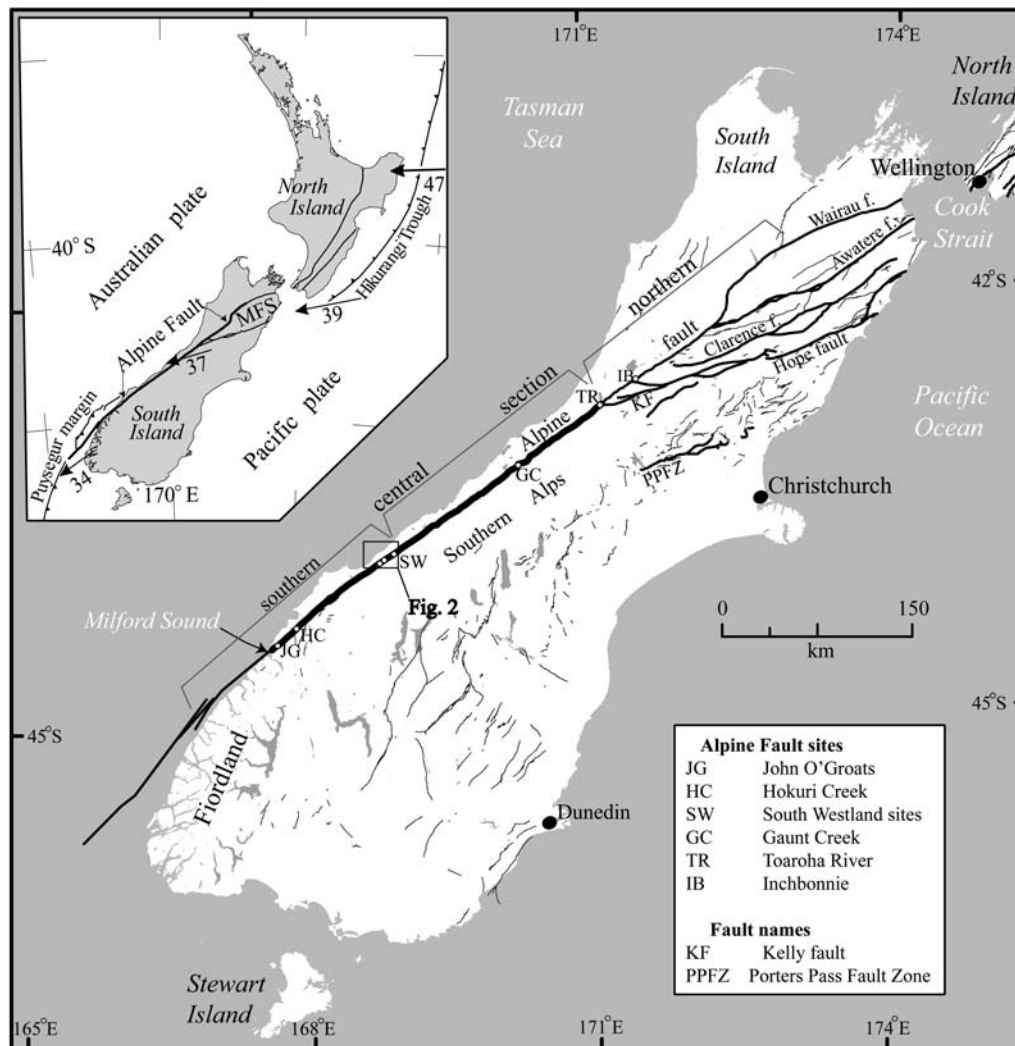 171°E
174°E
North
Island
Tasman
Sea
South
Island
Wellington
Cook
Strait
Wairau f.
Awatere f.
42°S
northern
fault
Clarence f.
Hope fault
IB
TR
KF
Pacific
Ocean
section
Alpine
GC
PPFZ
Christchurch
central
Southern
Alps
SW
southern
Fig. 2
0
150
km
Milford Sound
HC
JG
45°S
45°S
Fiordland
Dunedin
Stewart
Island
165°E
168°E
171°E
174°E
North
Island
47
Hikurangi Trough
40°S
Australian plate
Alpine Fault
MFS
39
37
South
Island
Pacific plate
Puysegur margin
34
170°E
Alpine Fault sites
JG John O'Groats
HC Hokuri Creek
SW South Westland sites
GC Gaunt Creek
TR Toaroha River
IB Inchbonnie
Fault names
KF Kelly fault
PPFZ Porters Pass Fault Zone